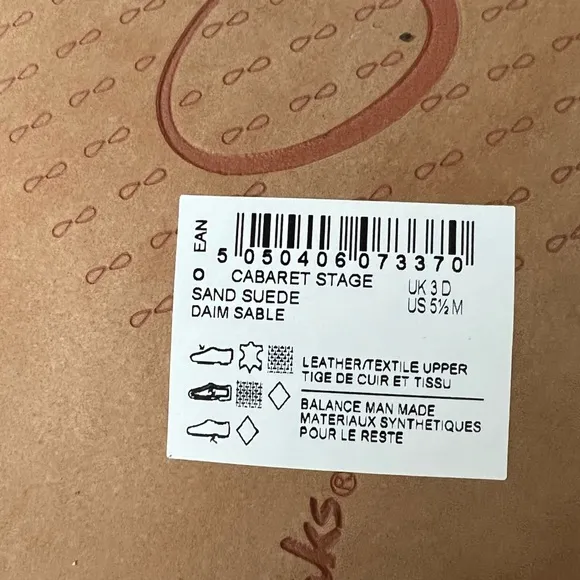 EAN
5 050406 073370
O CABARET STAGE
UK 3 D
SAND SUEDE
US 5½ M
DAIM SABLE
LEATHER/TEXTILE UPPER
TIGE DE CUIR ET TISSU
BALANCE MAN MADE
MATERIAUX SYNTHETIQUES
POUR LE RESTE
ks®